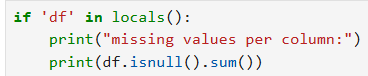 if 'df' in locals():
    print("missing values per column:")
    print(df.isnull().sum())